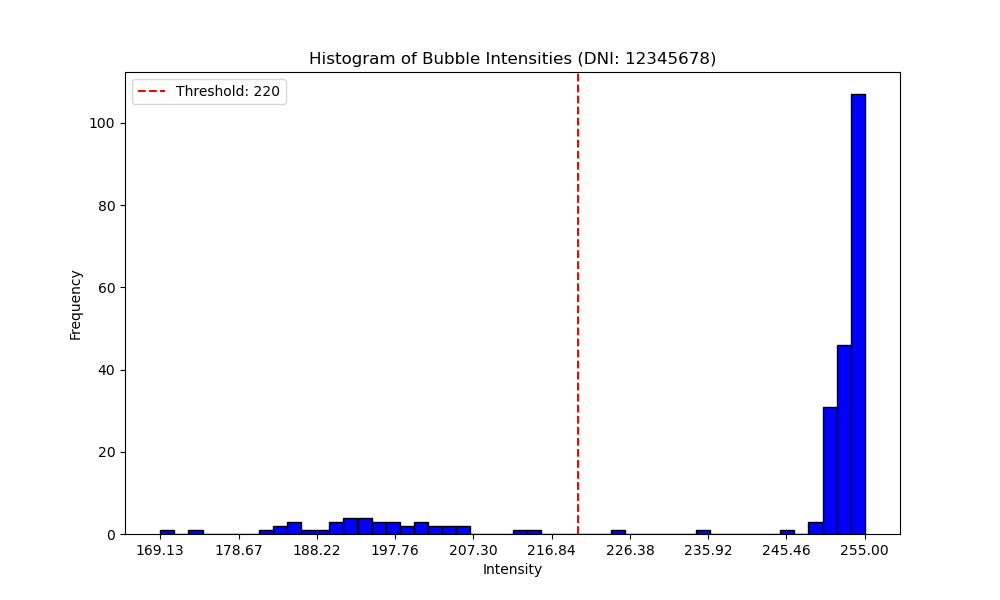 Histogram of Bubble Intensities (DNI: 12345678)
Threshold: 220
100
80
60
40
20
0
Frequency
169.13 178.67 188.22 197.76 207.30 216.84 226.38 235.92 245.46 255.00
Intensity